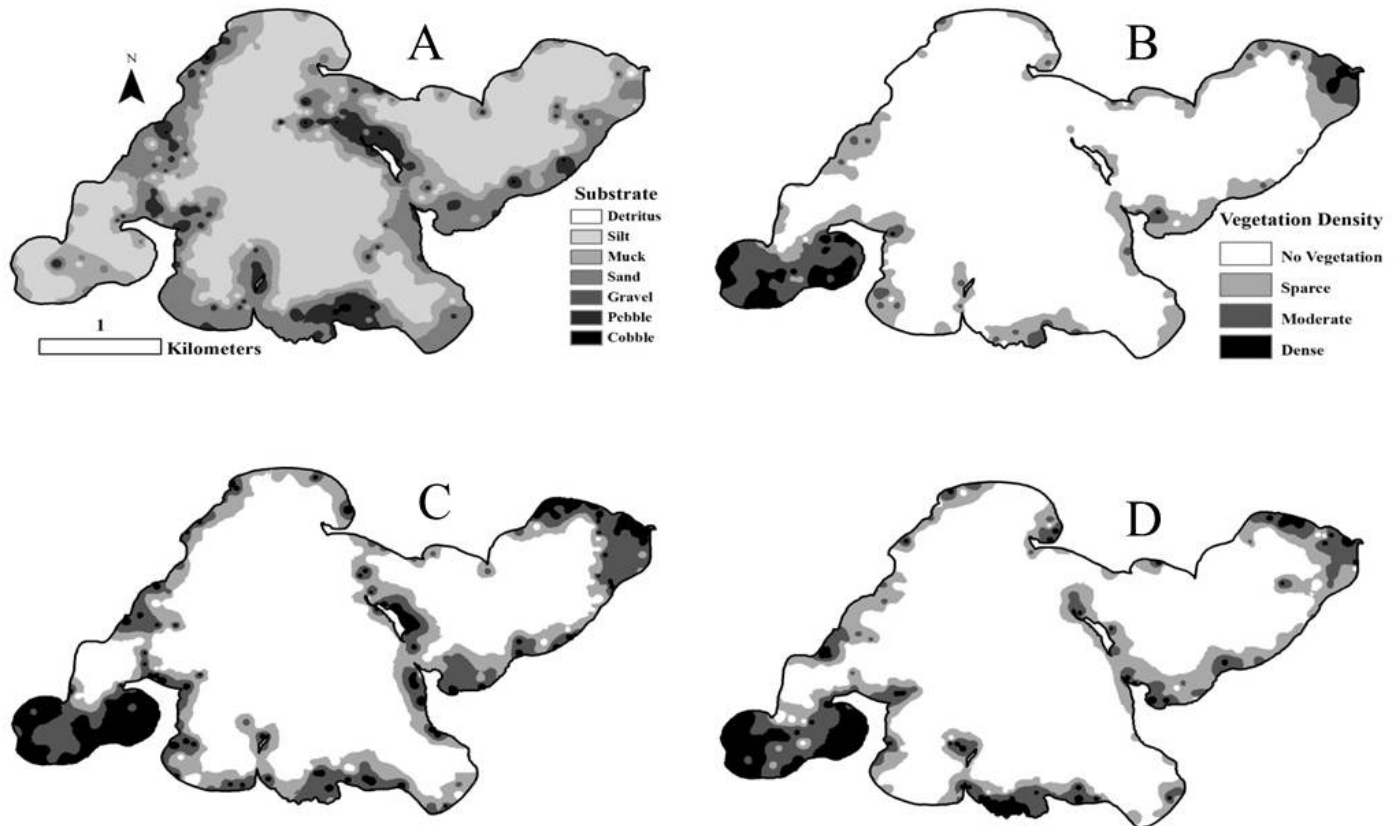 A
B
N
Substrate
Detritus
Silt
Muck
Sand
Gravel
Pebble
Cobble
1
Kilometers
Vegetation Density
No Vegetation
Sparce
Moderate
Dense
C
D